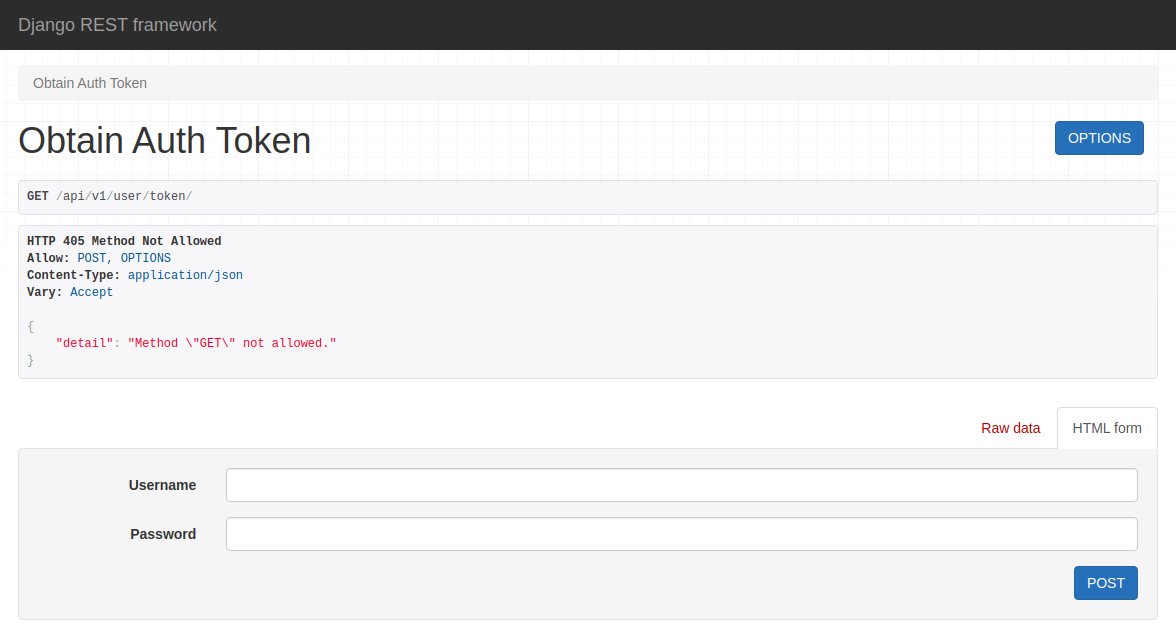 Django REST framework
Obtain Auth Token
Obtain Auth Token
OPTIONS
GET /api/v1/user/token/
HTTP 405 Method Not Allowed
Allow: POST, OPTIONS
Content-Type: application/json
Vary: Accept
{
    "detail": "Method \"GET\" not allowed."
}
Raw data
HTML form
Username
Password
POST